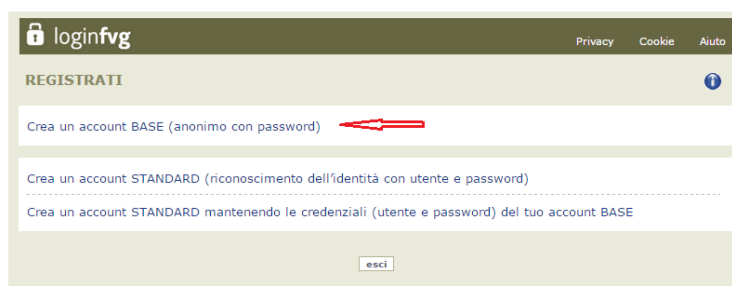 loginfvg
Privacy Cookie Aiuto
REGISTRATI
Crea un account BASE (anonimo con password)
Crea un account STANDARD (riconoscimento dell'identità con utente e password)
Crea un account STANDARD mantenendo le credenziali (utente e password) del tuo account BASE
esci